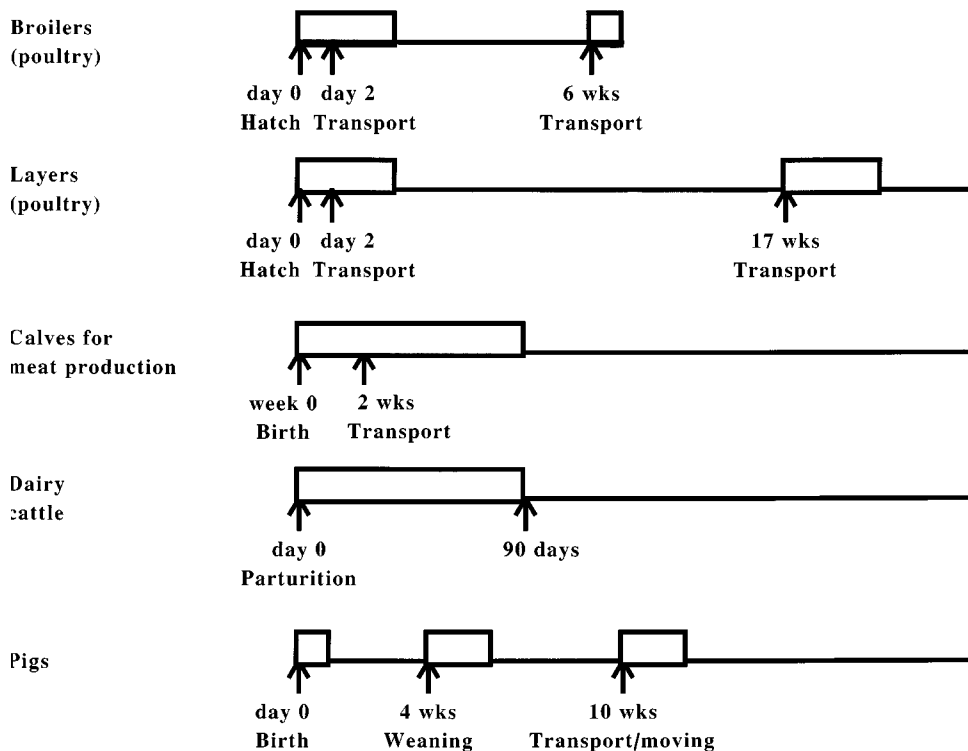 Broilers
(poultry)
day 0 day 2 6 wks
Hatch Transport Transport
Layers
(poultry)
day 0 day 2 17 wks
Hatch Transport Transport
Calves for
meat production
week 0 2 wks
Birth Transport
Dairy
cattle
day 0 90 days
Parturition
Pigs
day 0 4 wks 10 wks
Birth Weaning Transport/moving